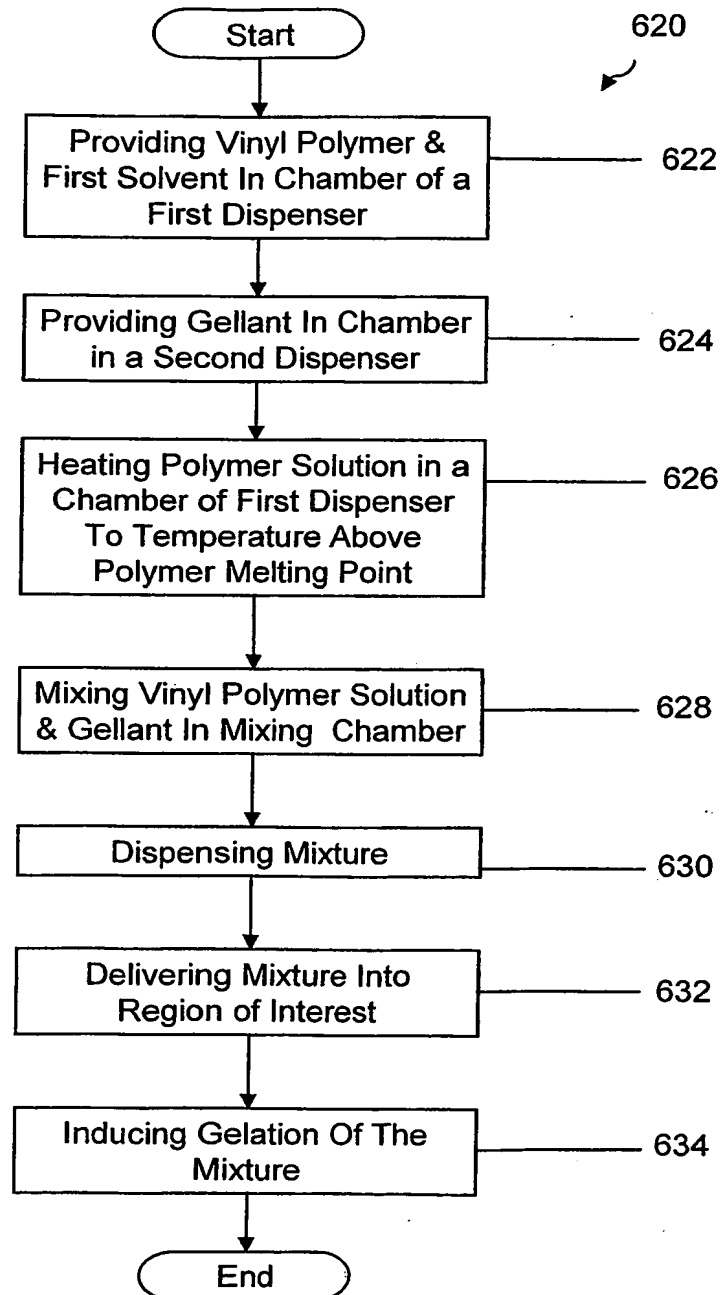 Start
620
Providing Vinyl Polymer &
First Solvent In Chamber of a
First Dispenser
622
Providing Gellant In Chamber
in a Second Dispenser
624
Heating Polymer Solution in a
Chamber of First Dispenser
To Temperature Above
Polymer Melting Point
626
Mixing Vinyl Polymer Solution
& Gellant In Mixing Chamber
628
Dispensing Mixture
630
Delivering Mixture Into
Region of Interest
632
Inducing Gelation Of The
Mixture
634
End